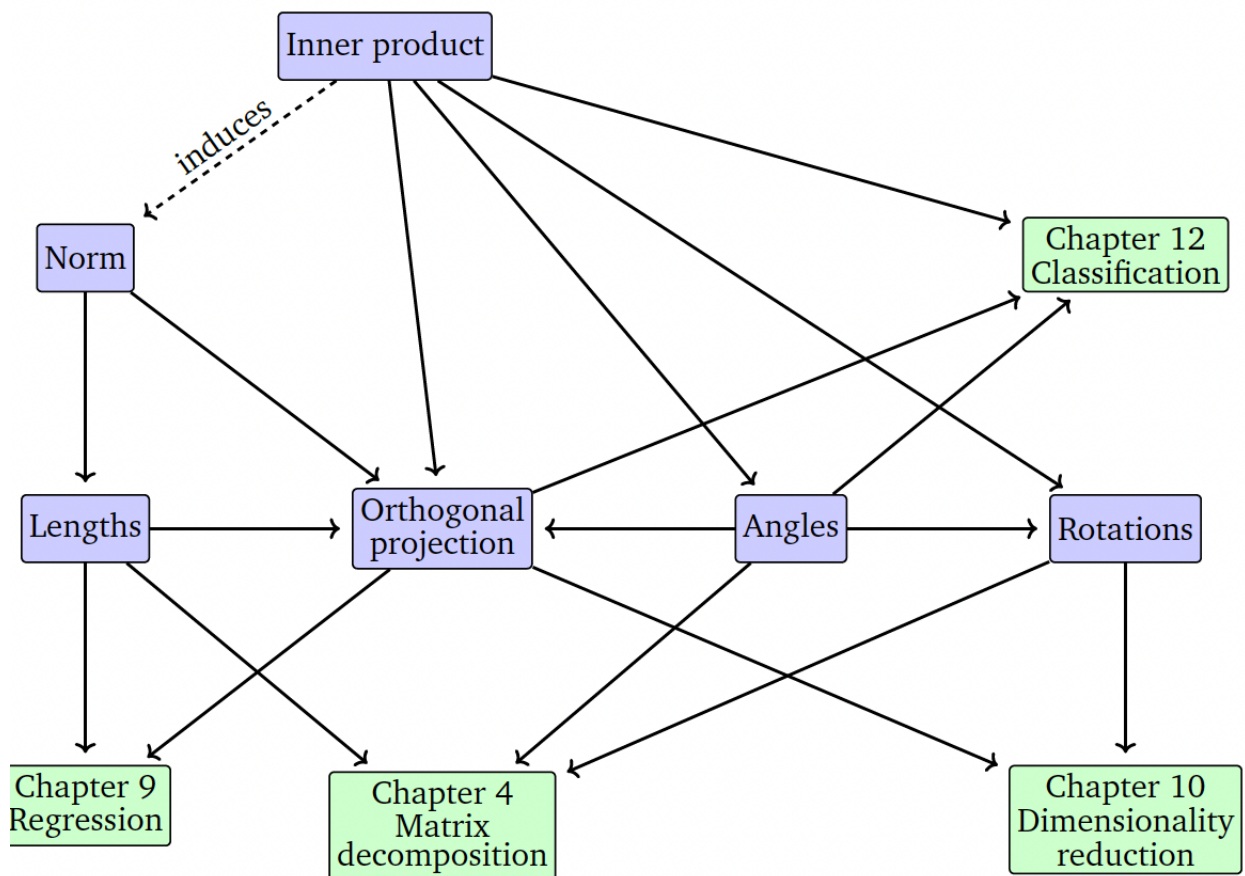 Inner product
induces
Chapter 12
Classification
Norm
Lengths
Orthogonal
projection
Angles
Rotations
Chapter 9
Regression
Chapter 4
Matrix
decomposition
Chapter 10
Dimensionality
reduction